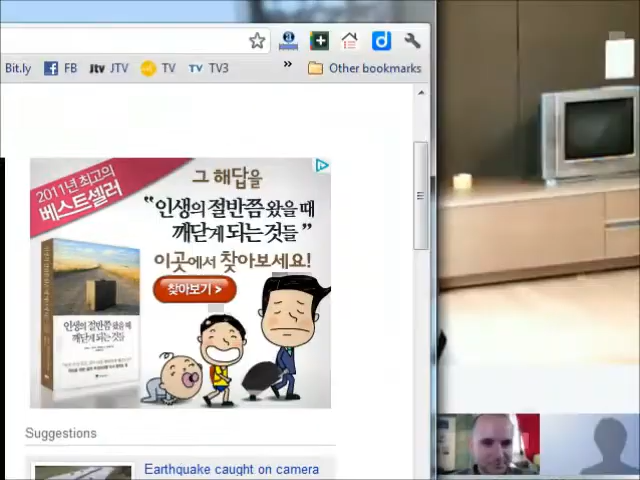 Bit.ly FB Jtv JTV TV TV TV3 » Other bookmarks
2011년 최고의
베스트셀러
그 해답을
“인생의 절반쯤 왔을 때
깨닫게 되는것들”
이곳에서 찾아보세요!
찾아보기 >
인생의 절반쯤 왔을 때
깨닫게 되는 것들
Suggestions
Earthquake caught on camera